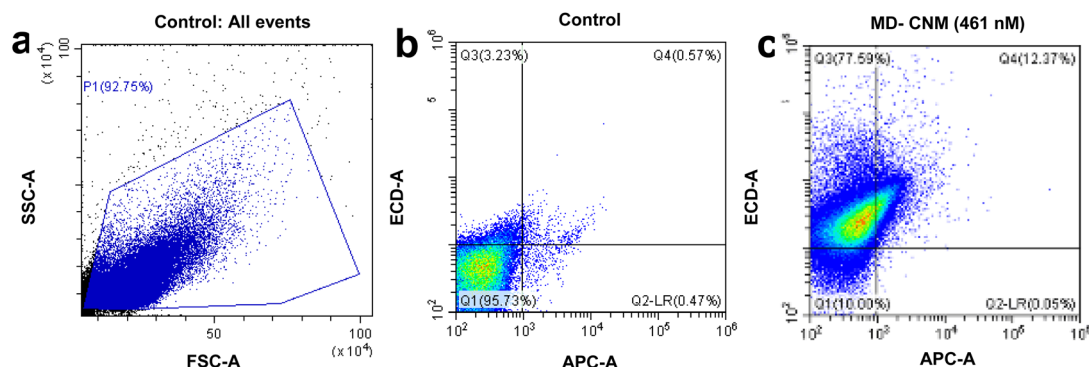 a
Control: All events
100
(x 10⁴)
P1(92.75%)
SSC-A
50
100
(x 10⁴)
FSC-A
b
Control
Q3(3.23%)
Q4(0.57%)
10⁶
5
10²
ECD-A
Q1(95.73%)
Q2-LR(0.47%)
10² 10³ 10⁴ 10⁵ 10⁶
APC-A
c
MD- CNM (461 nM)
Q3(77.59%)
Q4(12.37%)
ECD-A
Q1(10.00%)
Q2-LR(0.05%)
10² 10³ 10⁴ 10⁵
APC-A